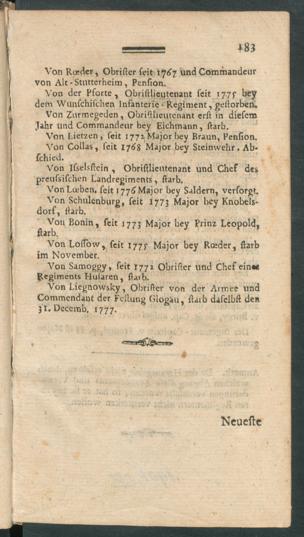 183
Von Rœder, Obrister seit 1767 und Commandeur
von Alt-Stutterheim, Pension.
Von der Pforte, Obristlieutenant seit 1775 bey
dem Wunschischen Infanterie-Regiment, gestorben.
Von Zurmegeden, Obristlieutenant erst in diesem
Jahr und Commandeur bey Eichmann, starb.
Von Lietzen, seit 1772 Major bey Braun, Pension.
Von Collas, seit 1768 Major bey Steinwehr, Ab-
schied.
Von Isselstein, Obristlieutenant und Chef des
preussischen Landregiments, starb.
Von Lœben, seit 1776 Major bey Saldern, versorgt.
Von Schulenburg, seit 1773 Major bey Knobels-
dorf, starb.
Von Bonin, seit 1773 Major bey Prinz Leopold,
starb.
Von Lossow, seit 1775 Major bey Rœder, starb
im November.
Von Samoggy, seit 1772 Obrister und Chef eines
Regiments Husaren, starb.
Von Liegnowsky, Obrister von der Armee und
Commendant der Festung Glogau, starb daselbst den
31. Decemb. 1777.
Neueste